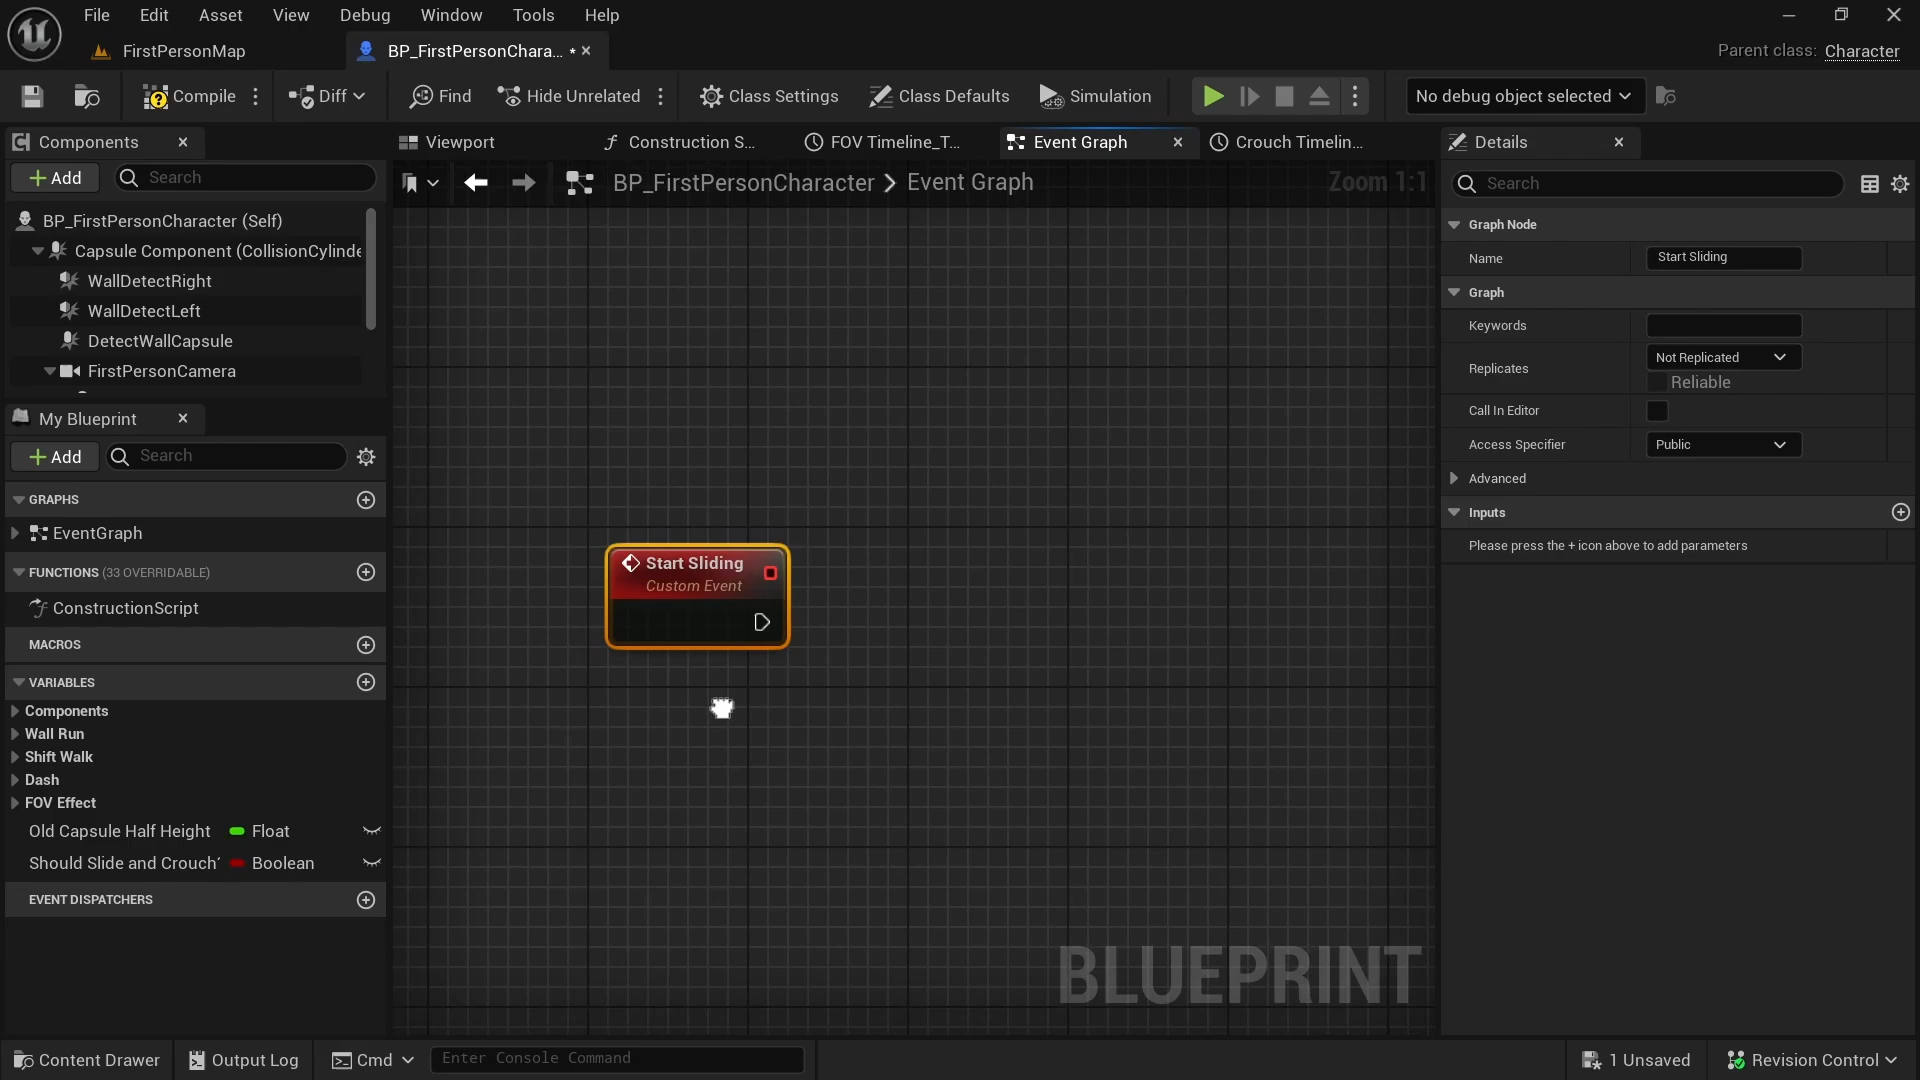 File Edit Asset View Debug Window Tools Help
FirstPersonMap
BP_FirstPersonChara... *
Parent class: Character
Compile
Diff
Find
Hide Unrelated
Class Settings
Class Defaults
Simulation
No debug object selected
Components
Add
Search
BP_FirstPersonCharacter (Self)
Capsule Component (CollisionCylinde
WallDetectRight
WallDetectLeft
DetectWallCapsule
FirstPersonCamera
My Blueprint
Add
Search
GRAPHS
EventGraph
FUNCTIONS (33 OVERRIDABLE)
ConstructionScript
MACROS
VARIABLES
Components
Wall Run
Shift Walk
Dash
FOV Effect
Old Capsule Half Height Float
Should Slide and Crouch Boolean
EVENT DISPATCHERS
Viewport
Construction S...
FOV Timeline_T...
Event Graph
Crouch Timelin...
BP_FirstPersonCharacter > Event Graph
Zoom 1:1
Start Sliding
Custom Event
BLUEPRINT
Details
Search
Graph Node
Name Start Sliding
Graph
Keywords
Replicates Not Replicated
Reliable
Call In Editor
Access Specifier Public
Advanced
Inputs
Please press the + icon above to add parameters
Content Drawer
Output Log
Cmd
Enter Console Command
1 Unsaved
Revision Control